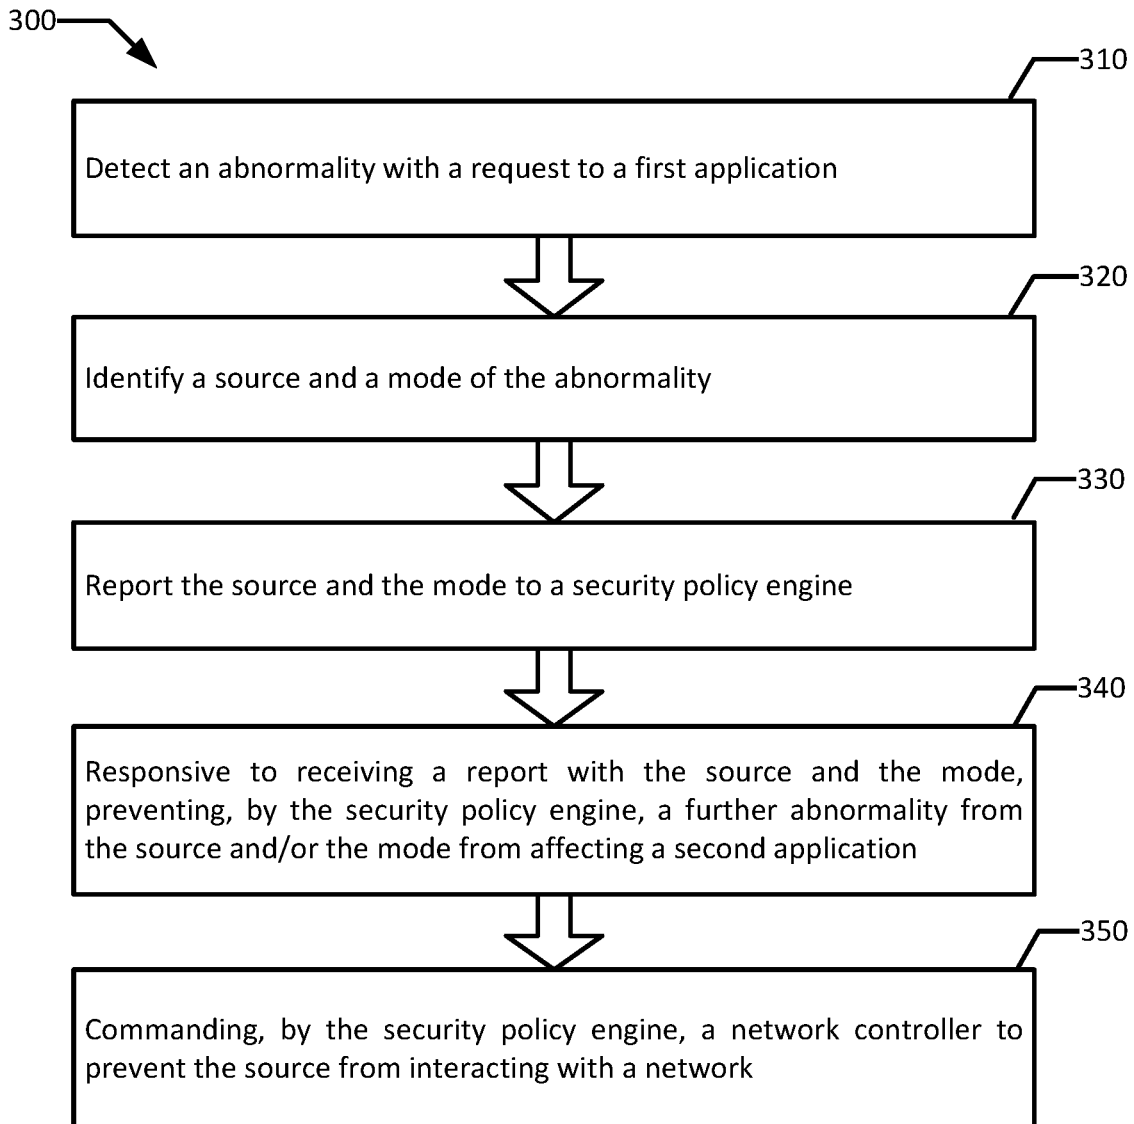 300
310
Detect an abnormality with a request to a first application
320
Identify a source and a mode of the abnormality
330
Report the source and the mode to a security policy engine
340
Responsive to receiving a report with the source and the mode,
preventing, by the security policy engine, a further abnormality from
the source and/or the mode from affecting a second application
350
Commanding, by the security policy engine, a network controller to
prevent the source from interacting with a network